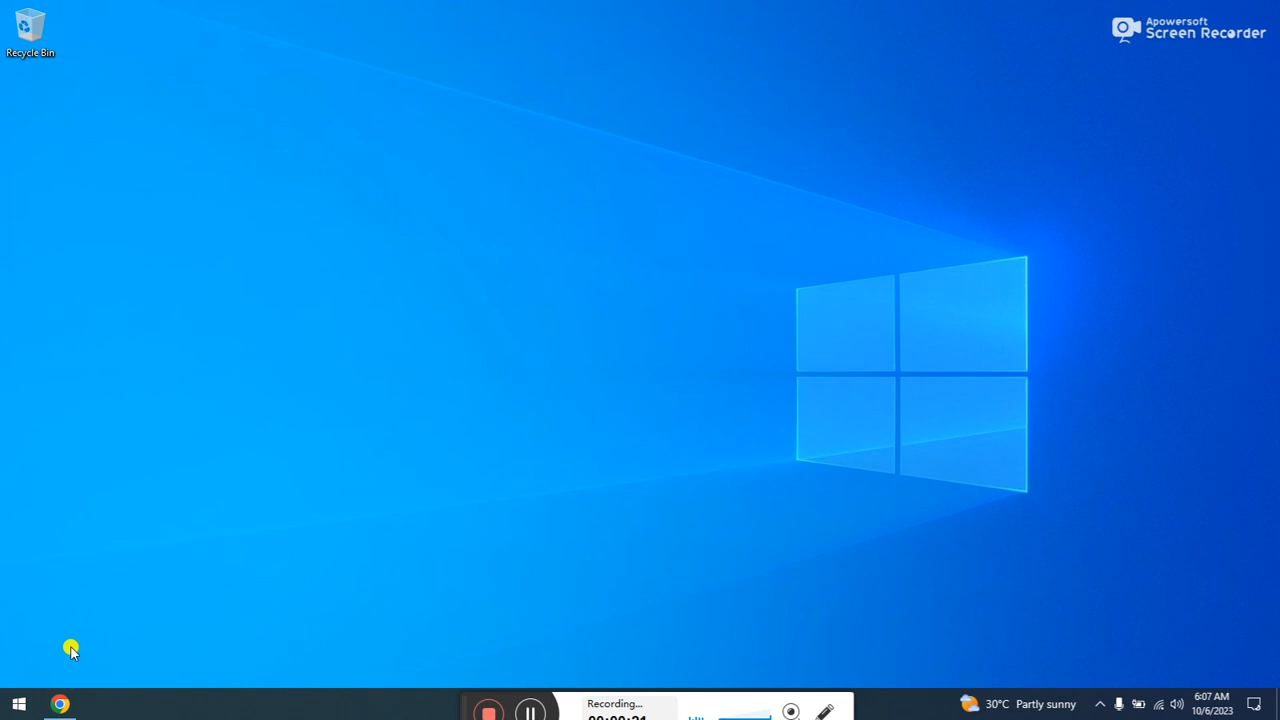 Recycle Bin
Apowersoft
Screen Recorder
Recording...
30°C Partly sunny
6:07 AM
10/6/2023